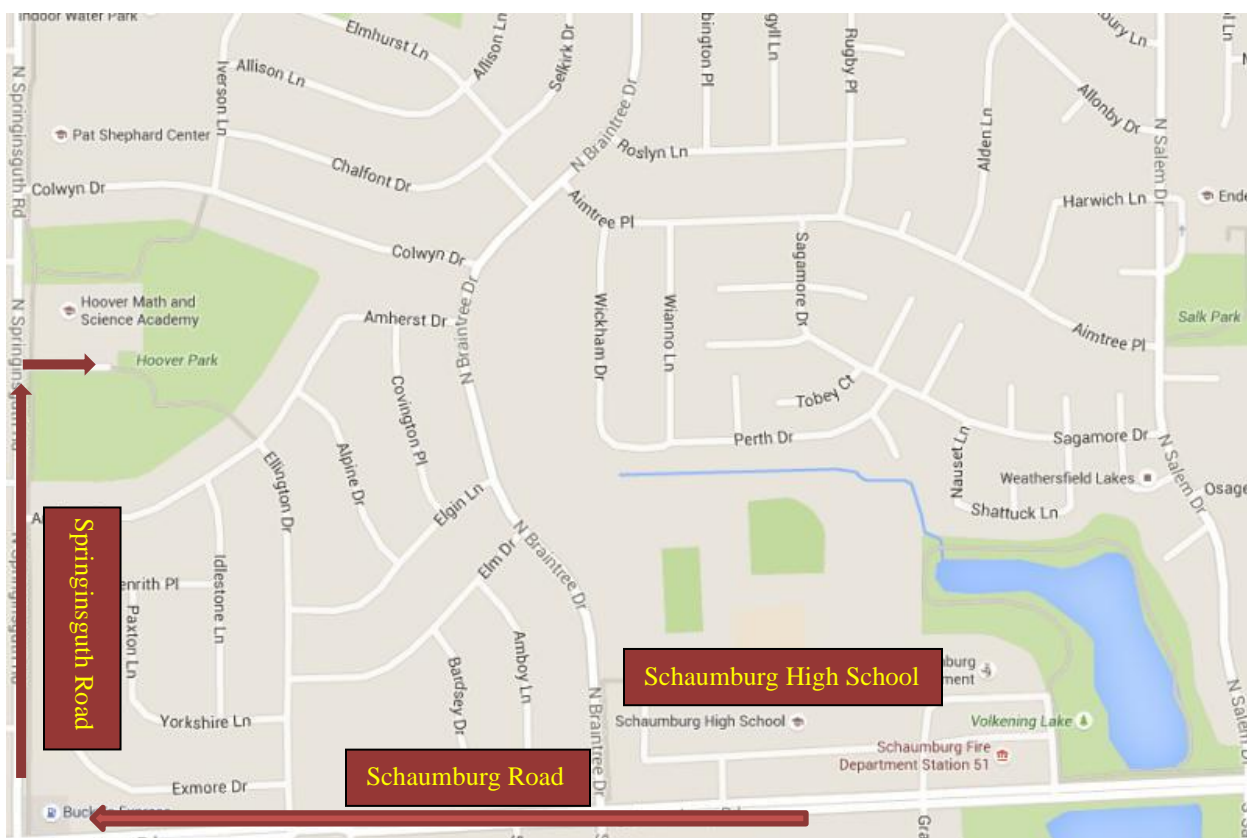 Indoor Water Park
Elmhurst Ln
Allison Ln
Selkirk Dr
Allison Ln
Iverson Ln
N Springinsguth Rd
Pat Shephard Center
Chalfont Dr
Colwyn Dr
Colwyn Dr
N Braintree Dr
Roslyn Ln
Rugby Pl
Aimtree Pl
Alden Ln
Allonby Dr
N Salem Dr
Harwich Ln
Hoover Math and
Science Academy
Hoover Park
N Springinsguth Rd
Amherst Dr
N Braintree Dr
Covington Pl
Alpine Dr
Ellington Dr
Elgin Ln
Wickham Dr
Wianno Ln
Sagamore Dr
Tobey Ct
Perth Dr
Aimtree Pl
Salk Park
Nauset Ln
Sagamore Dr
N Salem Dr
Weathersfield Lakes
Shattuck Ln
Osage
N Braintree Dr
Elm Dr
Idlestone Ln
Paxton Ln
Amboy Ln
Bardsey Dr
Yorkshire Ln
Exmore Dr
N Braintree Dr
Springinsguth Road
Schaumburg High School
Schaumburg High School
Volkening Lake
Schaumburg Fire
Department Station 51
N Salem Dr
Schaumburg Road